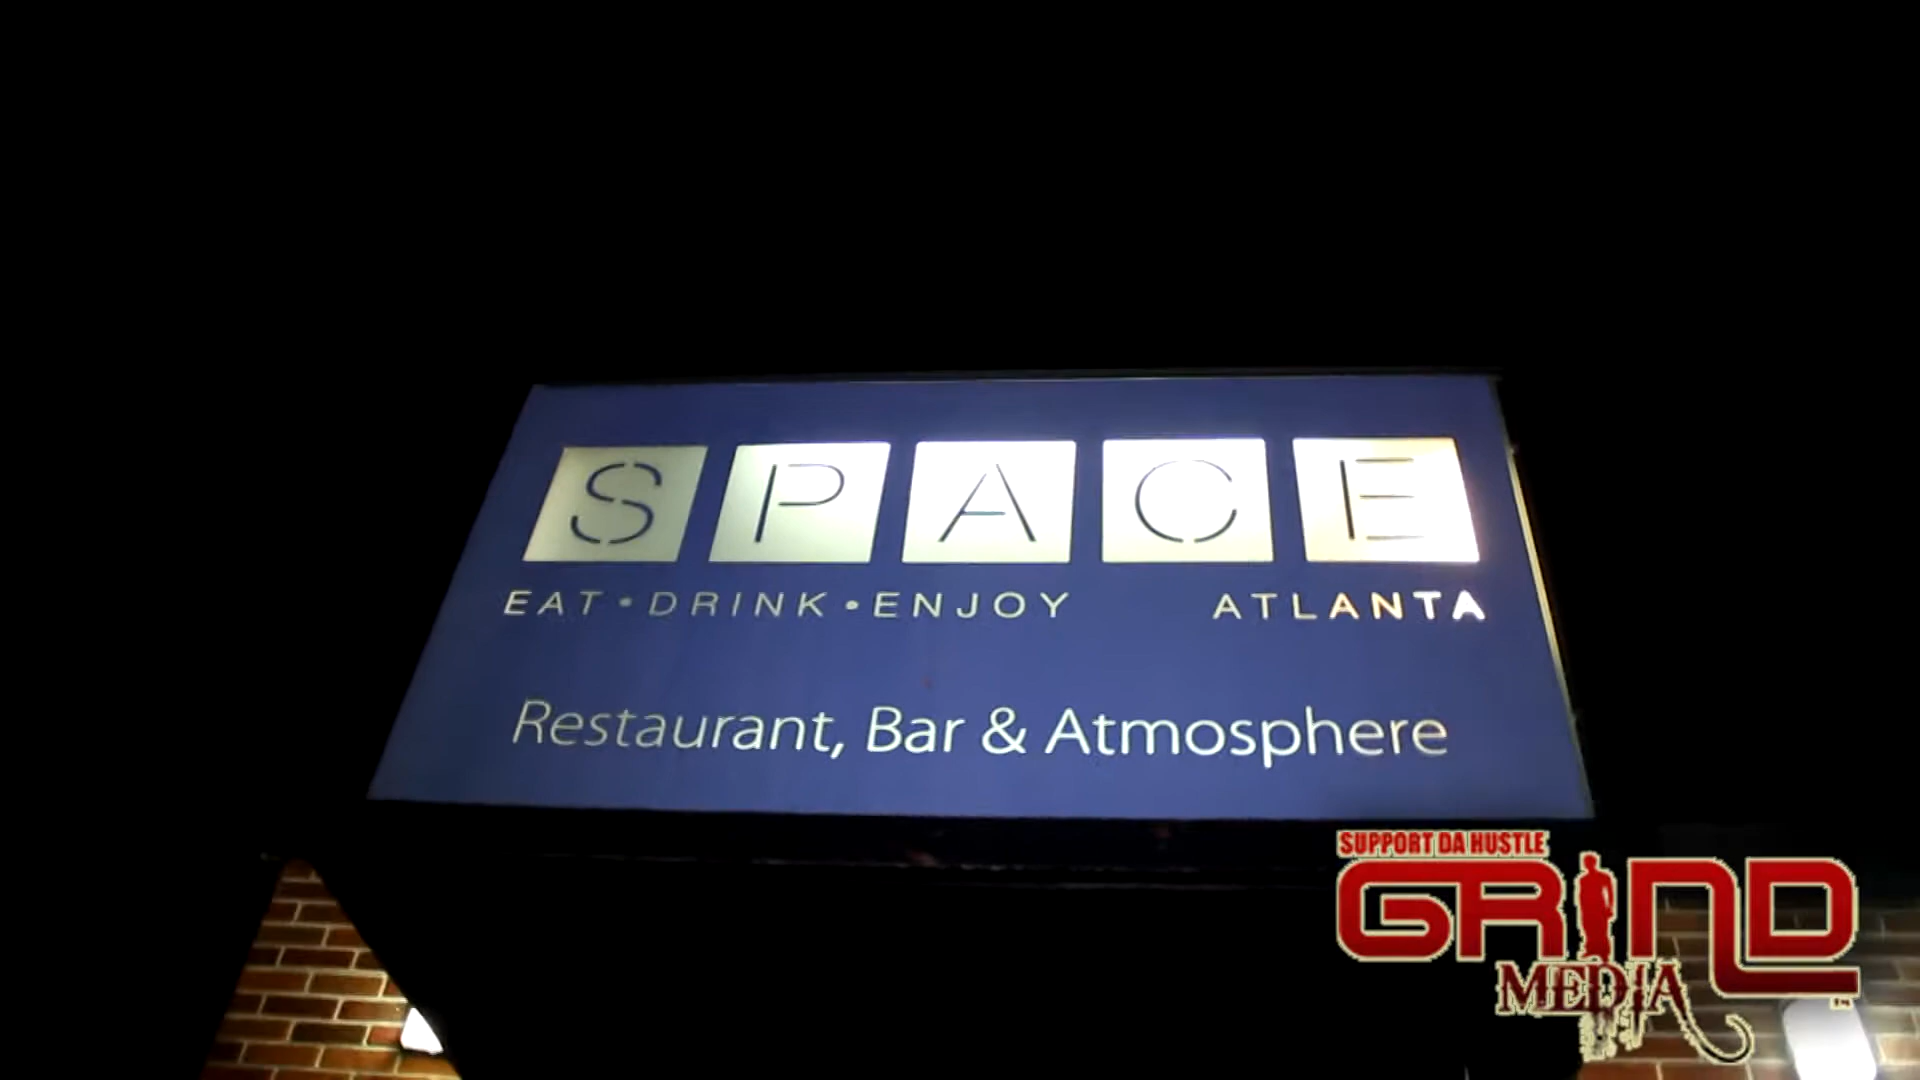 SPACE
EAT•DRINK•ENJOY ATLANTA
Restaurant, Bar & Atmosphere
SUPPORT DA HUSTLE
GRIND
MEDIA